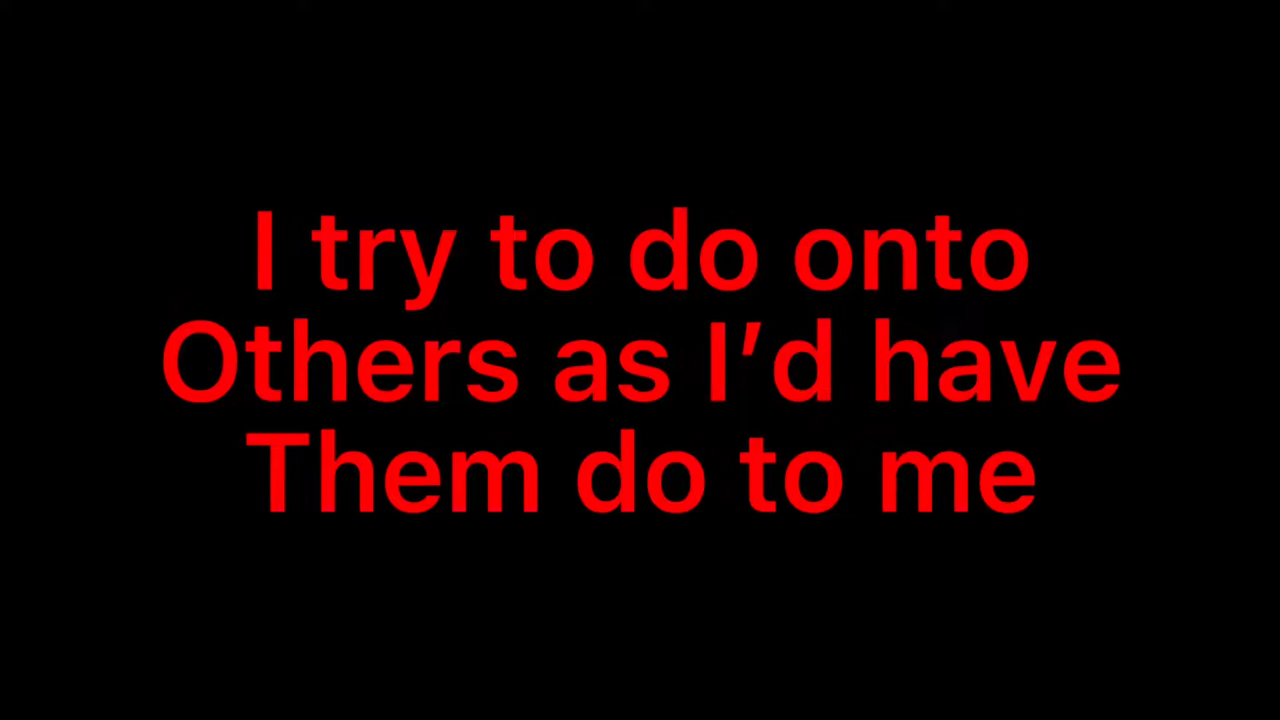 I try to do onto
Others as I’d have
Them do to me